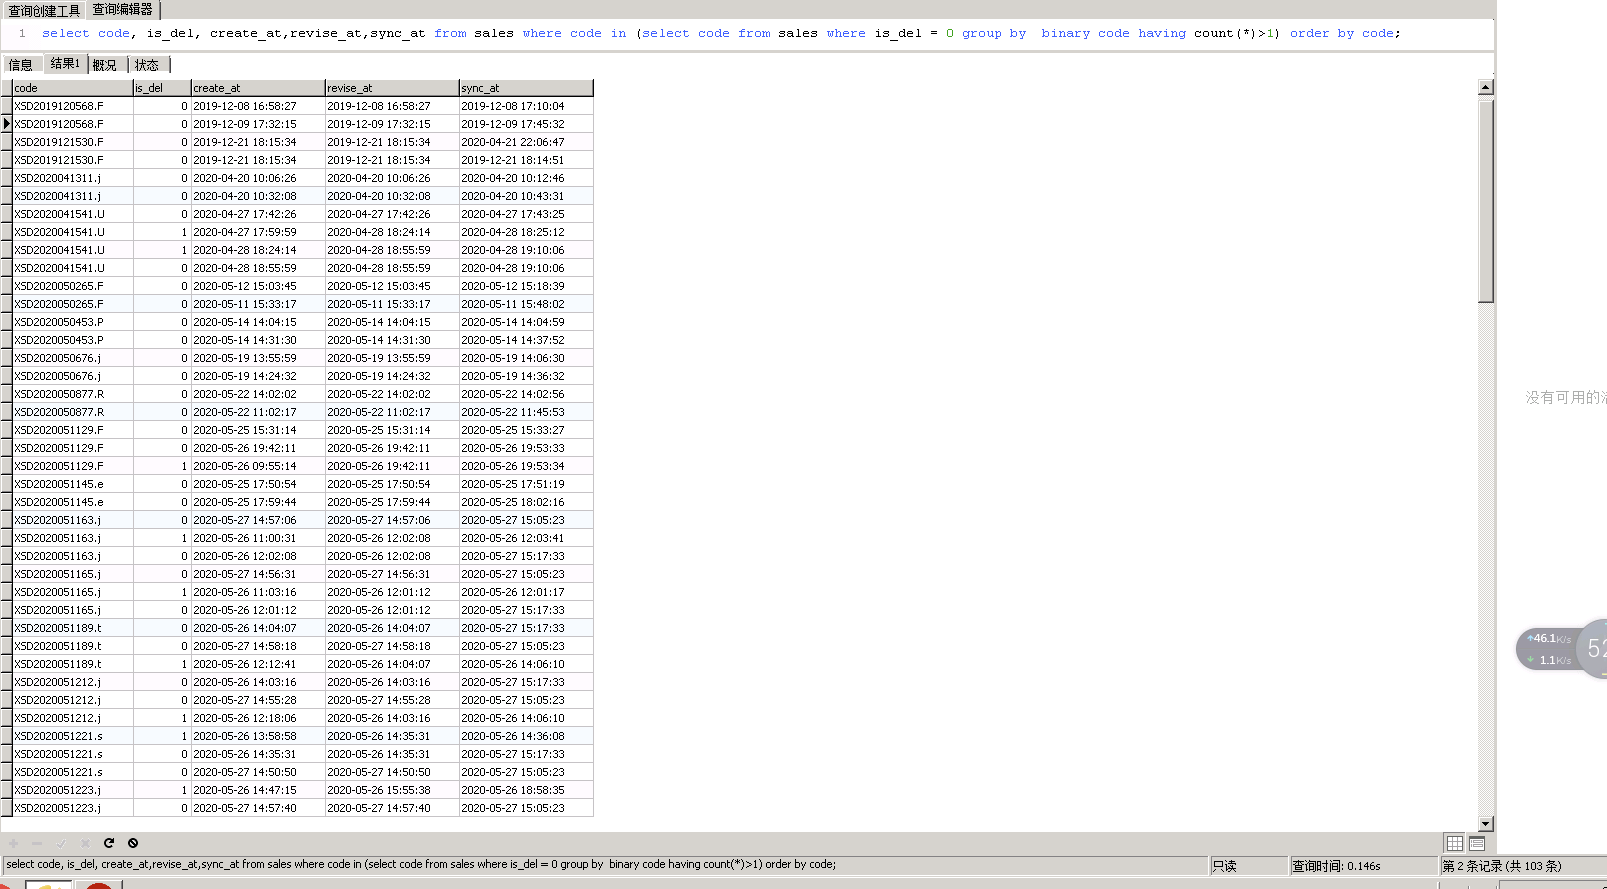 查询创建工具 查询编辑器
1 select code, is_del, create_at,revise_at,sync_at from sales where code in (select code from sales where is_del = 0 group by  binary code having count(*)>1) order by code;
信息 结果1 概况 状态
code is_del create_at revise_at sync_at
XSD2019120568.F 0 2019-12-08 16:58:27 2019-12-08 16:58:27 2019-12-08 17:10:04
XSD2019120568.F 0 2019-12-09 17:32:15 2019-12-09 17:32:15 2019-12-09 17:45:32
XSD2019121530.F 0 2019-12-21 18:15:34 2019-12-21 18:15:34 2020-04-21 22:06:47
XSD2019121530.F 0 2019-12-21 18:15:34 2019-12-21 18:15:34 2019-12-21 18:14:51
XSD2020041311.j 0 2020-04-20 10:06:26 2020-04-20 10:06:26 2020-04-20 10:12:46
XSD2020041311.j 0 2020-04-20 10:32:08 2020-04-20 10:32:08 2020-04-20 10:43:31
XSD2020041541.U 0 2020-04-27 17:42:26 2020-04-27 17:42:26 2020-04-27 17:43:25
XSD2020041541.U 1 2020-04-27 17:59:59 2020-04-28 18:24:14 2020-04-28 18:25:12
XSD2020041541.U 1 2020-04-28 18:24:14 2020-04-28 18:55:59 2020-04-28 19:10:06
XSD2020041541.U 0 2020-04-28 18:55:59 2020-04-28 18:55:59 2020-04-28 19:10:06
XSD2020050265.F 0 2020-05-12 15:03:45 2020-05-12 15:03:45 2020-05-12 15:18:39
XSD2020050265.F 0 2020-05-11 15:33:17 2020-05-11 15:33:17 2020-05-11 15:48:02
XSD2020050453.P 0 2020-05-14 14:04:15 2020-05-14 14:04:15 2020-05-14 14:04:59
XSD2020050453.P 0 2020-05-14 14:31:30 2020-05-14 14:31:30 2020-05-14 14:37:52
XSD2020050676.j 0 2020-05-19 13:55:59 2020-05-19 13:55:59 2020-05-19 14:06:30
XSD2020050676.j 0 2020-05-19 14:24:32 2020-05-19 14:24:32 2020-05-19 14:36:32
XSD2020050877.R 0 2020-05-22 14:02:02 2020-05-22 14:02:02 2020-05-22 14:02:56
XSD2020050877.R 0 2020-05-22 11:02:17 2020-05-22 11:02:17 2020-05-22 11:45:53
XSD2020051129.F 0 2020-05-25 15:31:14 2020-05-25 15:31:14 2020-05-25 15:33:27
XSD2020051129.F 0 2020-05-26 19:42:11 2020-05-26 19:42:11 2020-05-26 19:53:33
XSD2020051129.F 1 2020-05-26 09:55:14 2020-05-26 19:42:11 2020-05-26 19:53:34
XSD2020051145.e 0 2020-05-25 17:50:54 2020-05-25 17:50:54 2020-05-25 17:51:19
XSD2020051145.e 0 2020-05-25 17:59:44 2020-05-25 17:59:44 2020-05-25 18:02:16
XSD2020051163.j 0 2020-05-27 14:57:06 2020-05-27 14:57:06 2020-05-27 15:05:23
XSD2020051163.j 1 2020-05-26 11:00:31 2020-05-26 12:02:08 2020-05-26 12:03:41
XSD2020051163.j 0 2020-05-26 12:02:08 2020-05-26 12:02:08 2020-05-27 15:17:33
XSD2020051165.j 0 2020-05-27 14:56:31 2020-05-27 14:56:31 2020-05-27 15:05:23
XSD2020051165.j 1 2020-05-26 11:03:16 2020-05-26 12:01:12 2020-05-26 12:01:17
XSD2020051165.j 0 2020-05-26 12:01:12 2020-05-26 12:01:12 2020-05-27 15:17:33
XSD2020051189.t 0 2020-05-26 14:04:07 2020-05-26 14:04:07 2020-05-27 15:17:33
XSD2020051189.t 0 2020-05-27 14:58:18 2020-05-27 14:58:18 2020-05-27 15:05:23
XSD2020051189.t 1 2020-05-26 12:12:41 2020-05-26 14:04:07 2020-05-26 14:06:10
XSD2020051212.j 0 2020-05-26 14:03:16 2020-05-26 14:03:16 2020-05-27 15:17:33
XSD2020051212.j 0 2020-05-27 14:55:28 2020-05-27 14:55:28 2020-05-27 15:05:23
XSD2020051212.j 1 2020-05-26 12:18:06 2020-05-26 14:03:16 2020-05-26 14:06:10
XSD2020051221.s 1 2020-05-26 13:58:58 2020-05-26 14:35:31 2020-05-26 14:36:08
XSD2020051221.s 0 2020-05-26 14:35:31 2020-05-26 14:35:31 2020-05-27 15:17:33
XSD2020051221.s 0 2020-05-27 14:50:50 2020-05-27 14:50:50 2020-05-27 15:05:23
XSD2020051223.j 1 2020-05-26 14:47:15 2020-05-26 15:55:38 2020-05-26 18:58:35
XSD2020051223.j 0 2020-05-27 14:57:40 2020-05-27 14:57:40 2020-05-27 15:05:23
没有可用的
46.1K/s
1.1K/s
52
select code, is_del, create_at,revise_at,sync_at from sales where code in (select code from sales where is_del = 0 group by  binary code having count(*)>1) order by code; 只读 查询时间: 0.146s 第 2 条记录 (共 103 条)